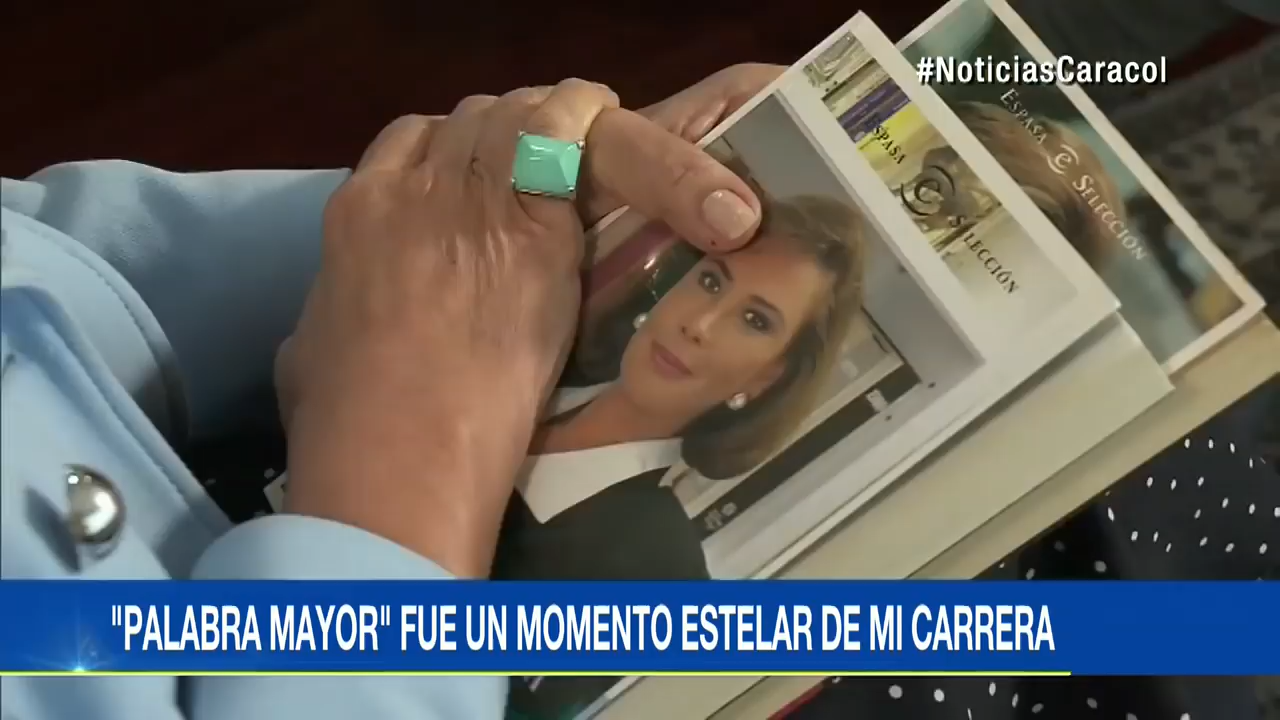 #NoticiasCaracol
ESPASA e SELECCIÓN
ESPASA e SELECCIÓN
"PALABRA MAYOR" FUE UN MOMENTO ESTELAR DE MI CARRERA